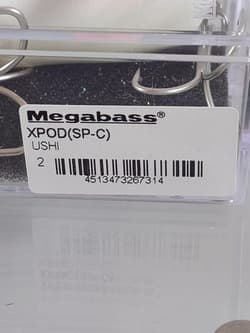 Megabass®
XPOD(SP-C)
USHI
2
4513473267314